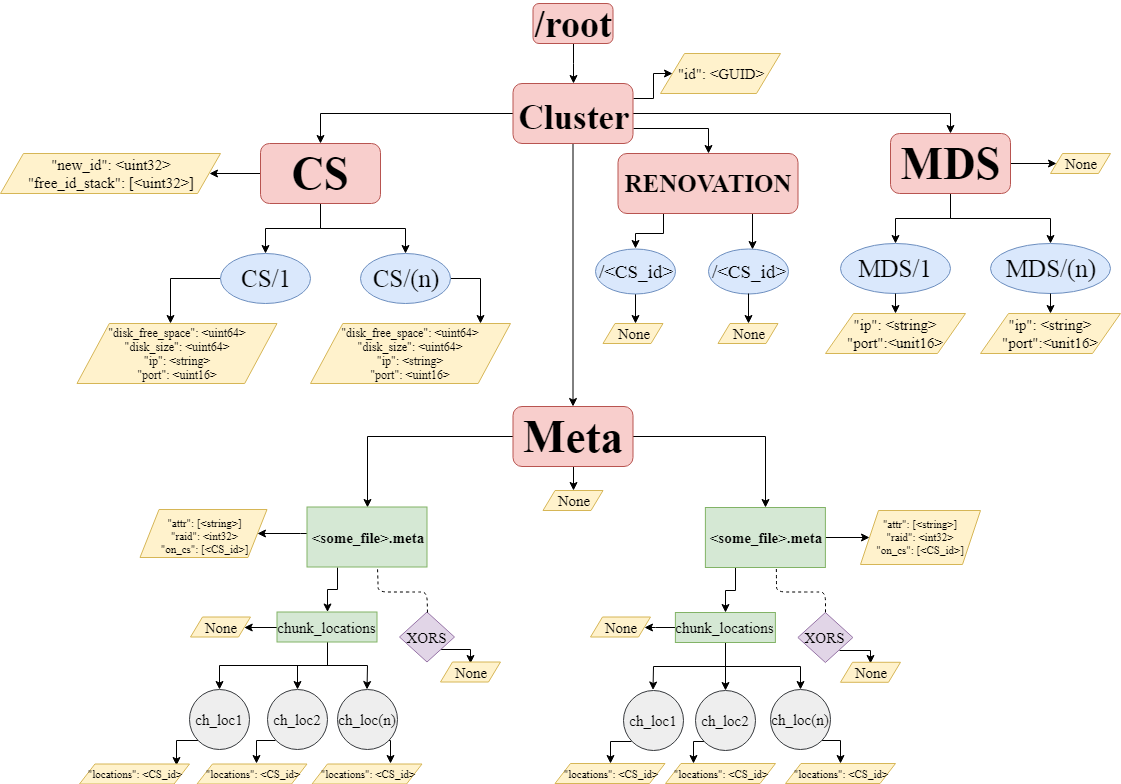 /root
"id": <GUID>
Cluster
CS
"new_id": <uint32>
"free_id_stack": [<uint32>]
RENOVATION
MDS
None
CS/1
CS/(n)
/<CS_id>
/<CS_id>
MDS/1
MDS/(n)
"disk_free_space": <uint64>
"disk_size": <uint64>
"ip": <string>
"port": <uint16>
"disk_free_space": <uint64>
"disk_size": <uint64>
"ip": <string>
"port": <uint16>
None
None
"ip": <string>
"port":<unit16>
"ip": <string>
"port":<unit16>
Meta
None
"attr": [<string>]
"raid": <int32>
"on_cs": [<CS_id>]
<some_file>.meta
<some_file>.meta
"attr": [<string>]
"raid": <int32>
"on_cs": [<CS_id>]
None
chunk_locations
XORS
None
None
chunk_locations
XORS
None
ch_loc1
ch_loc2
ch_loc(n)
ch_loc1
ch_loc2
ch_loc(n)
"locations": <CS_id>
"locations": <CS_id>
"locations": <CS_id>
"locations": <CS_id>
"locations": <CS_id>
"locations": <CS_id>